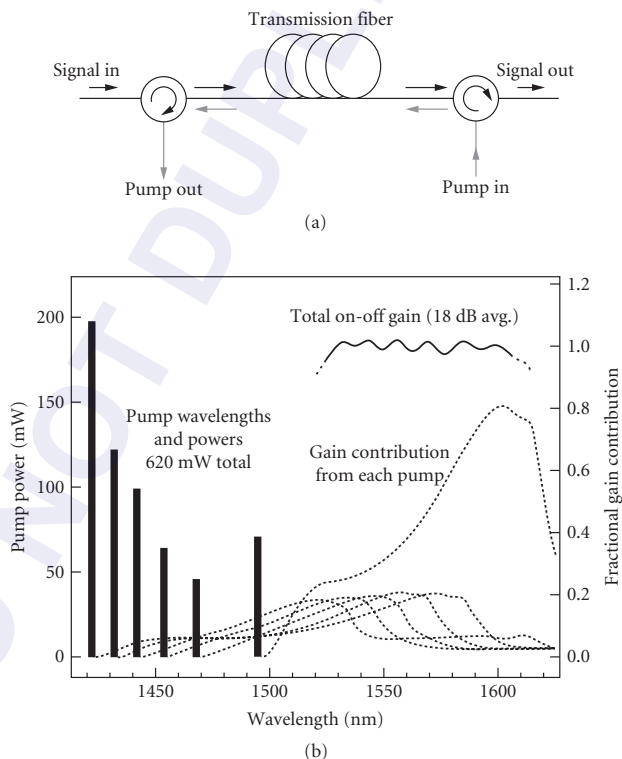 Transmission fiber
Signal in
Signal out
Pump out
Pump in
(a)
200
150
100
50
0
Pump power (mW)
Pump wavelengths
and powers
620 mW total
Total on-off gain (18 dB avg.)
Gain contribution
from each pump
1.2
1.0
0.8
0.6
0.4
0.2
0.0
Fractional gain contribution
1450
1500
1550
1600
Wavelength (nm)
(b)
O NOT DUPL